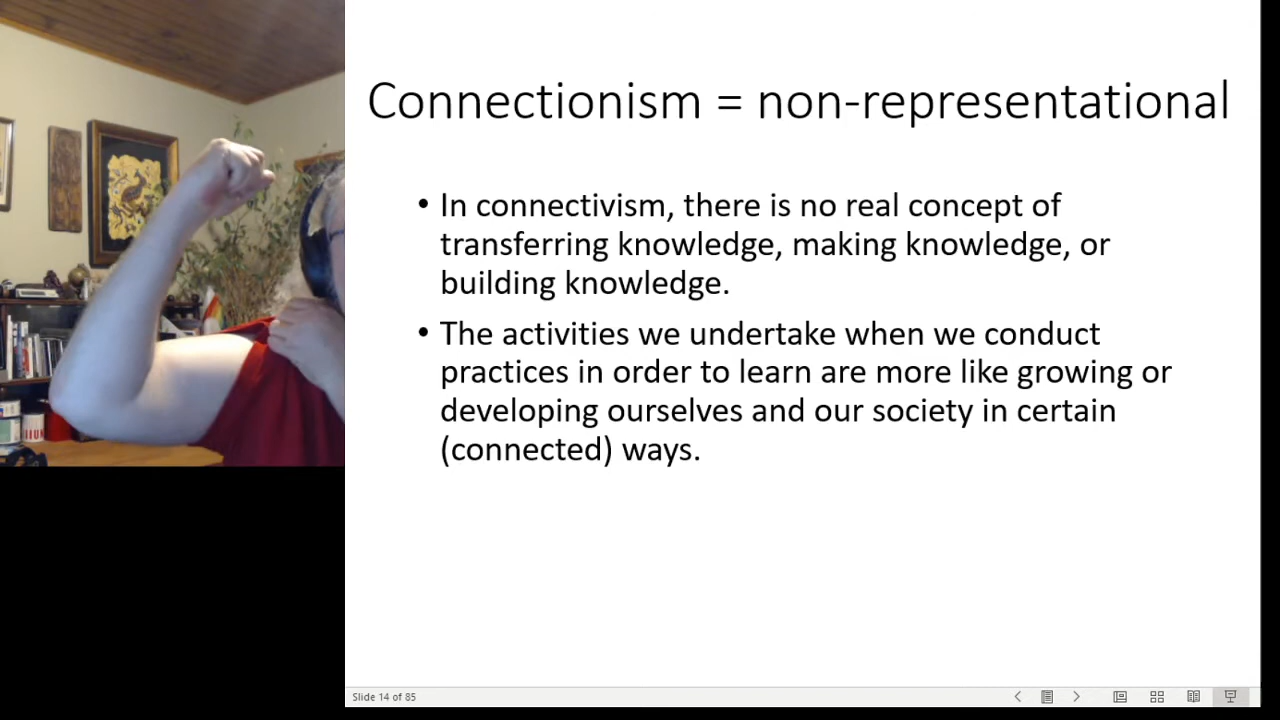 Connectionism = non-representational
• In connectivism, there is no real concept of
transferring knowledge, making knowledge, or
building knowledge.
• The activities we undertake when we conduct
practices in order to learn are more like growing or
developing ourselves and our society in certain
(connected) ways.
Slide 14 of 85